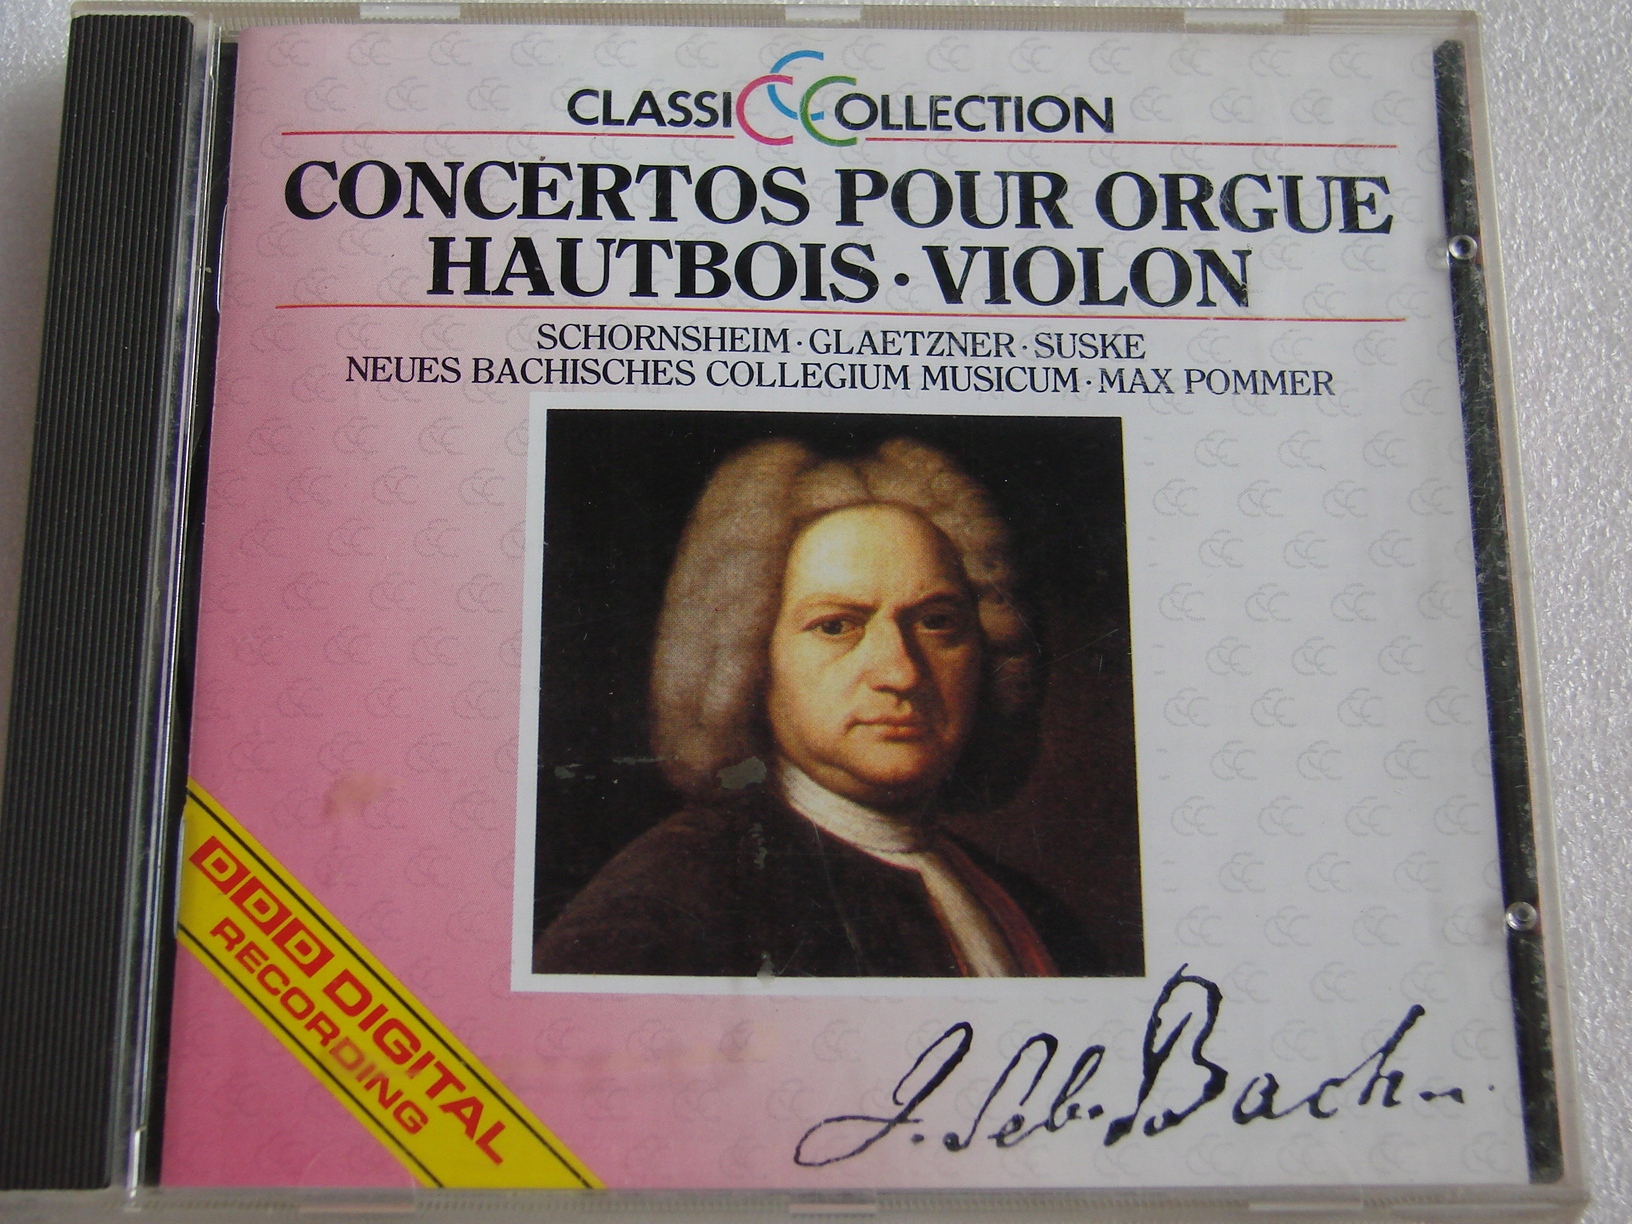 CLASSIC COLLECTION
CONCERTOS POUR ORGUE
HAUTBOIS · VIOLON
SCHORNSHEIM · GLAETZNER · SUSKE
NEUES BACHISCHES COLLEGIUM MUSICUM · MAX POMMER
DDD DIGITAL
RECORDING
J. Seb. Bach